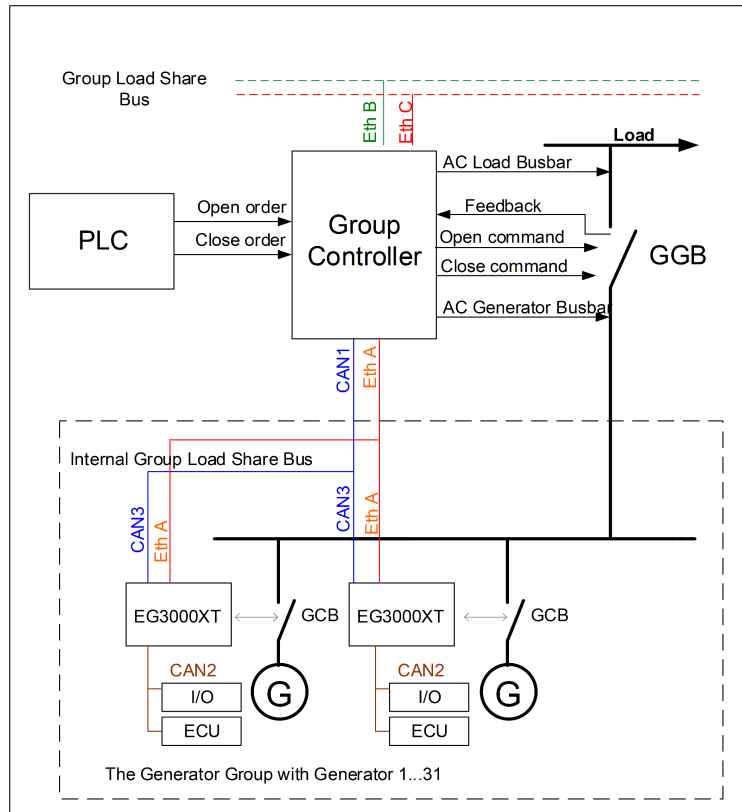 Group Load Share
Bus
Eth B
Eth C
Load
AC Load Busbar
PLC
Open order
Close order
Group
Controller
Feedback
Open command
Close command
GGB
AC Generator Busbar
CAN1
Eth A
Internal Group Load Share Bus
CAN3
Eth A
CAN3
Eth A
EG3000XT
GCB
EG3000XT
GCB
CAN2
I/O
ECU
G
CAN2
I/O
ECU
G
The Generator Group with Generator 1...31